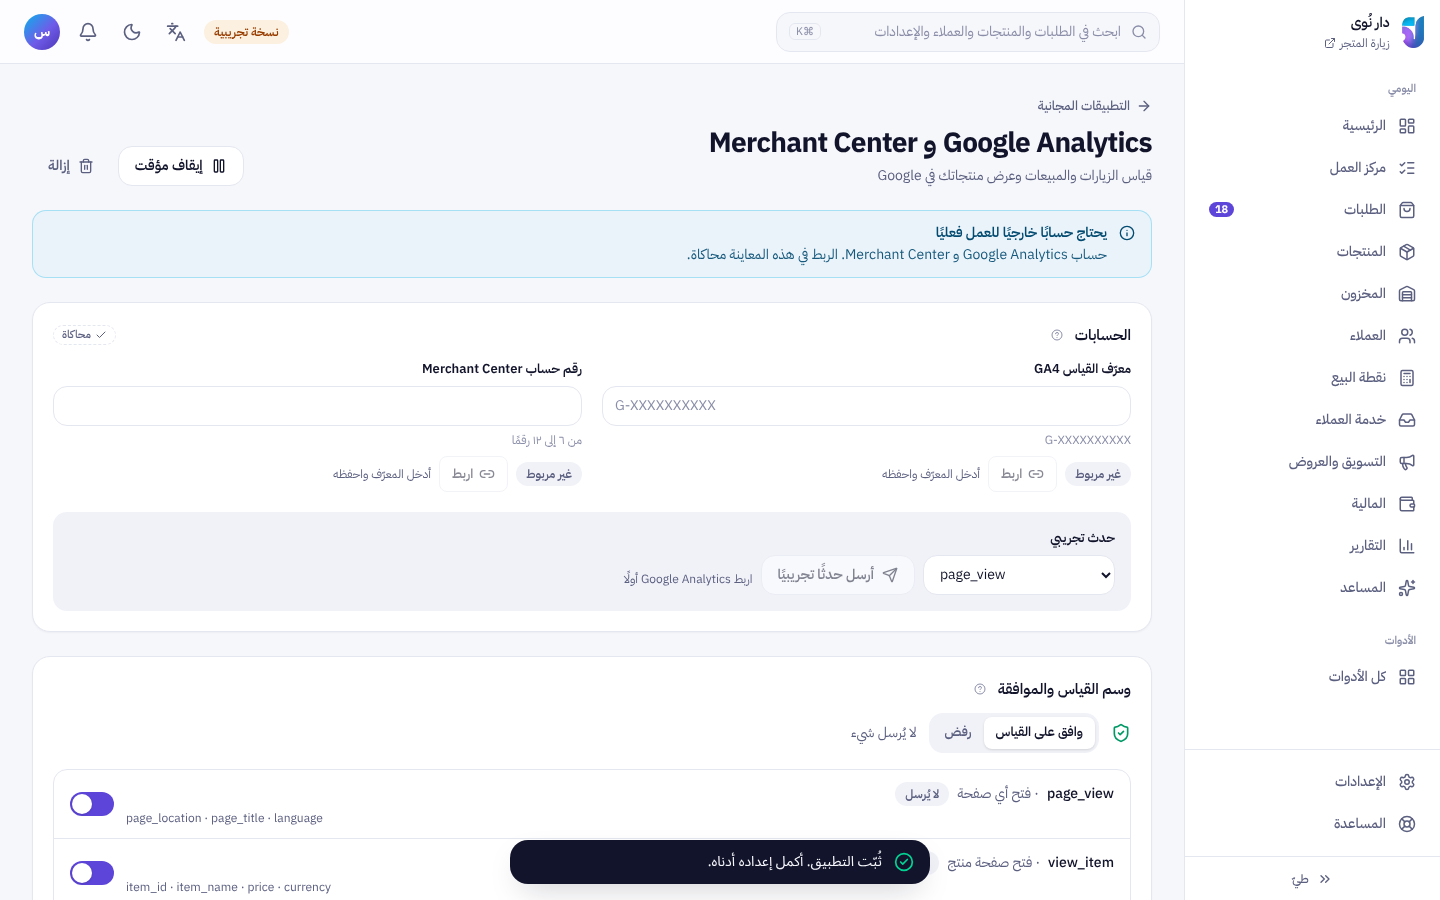 دار نُوى
زيارة المتجر
اليومي
الرئيسية
مركز العمل
الطلبات
18
المنتجات
المخزون
العملاء
نقطة البيع
خدمة العملاء
التسويق والعروض
المالية
التقارير
المساعد
الأدوات
كل الأدوات
الإعدادات
المساعدة
طيّ
ابحث في الطلبات والمنتجات والعملاء والإعدادات
⌘K
نسخة تجريبية
س
التطبيقات المجانية
Google Analytics و Merchant Center
قياس الزيارات والمبيعات وعرض منتجاتك في Google
إيقاف مؤقت
إزالة
يحتاج حسابًا خارجيًا للعمل فعليًا
حساب Google Analytics و Merchant Center. الربط في هذه المعاينة محاكاة.
الحسابات
محاكاة
معرّف القياس GA4
G-XXXXXXXXXX
G-XXXXXXXXXX
غير مربوط
اربط
أدخل المعرّف واحفظه
رقم حساب Merchant Center
من ٦ إلى ١٢ رقمًا
غير مربوط
اربط
أدخل المعرّف واحفظه
حدث تجريبي
page_view
أرسل حدثًا تجريبيًا
اربط Google Analytics أولًا
وسم القياس والموافقة
وافق على القياس
رفض
لا يُرسل شيء
page_view · فتح أي صفحة
لا يُرسل
page_location · page_title · language
view_item · فتح صفحة منتج
item_id · item_name · price · currency
ثُبّت التطبيق. أكمل إعداده أدناه.